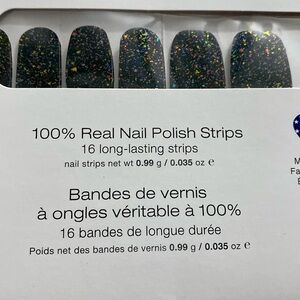 100% Real Nail Polish Strips
16 long-lasting strips
nail strips net wt 0.99 g / 0.035 oz ℮
Bandes de vernis
à ongles véritable à 100%
16 bandes de longue durée
Poids net des bandes de vernis 0.99 g / 0.035 oz ℮